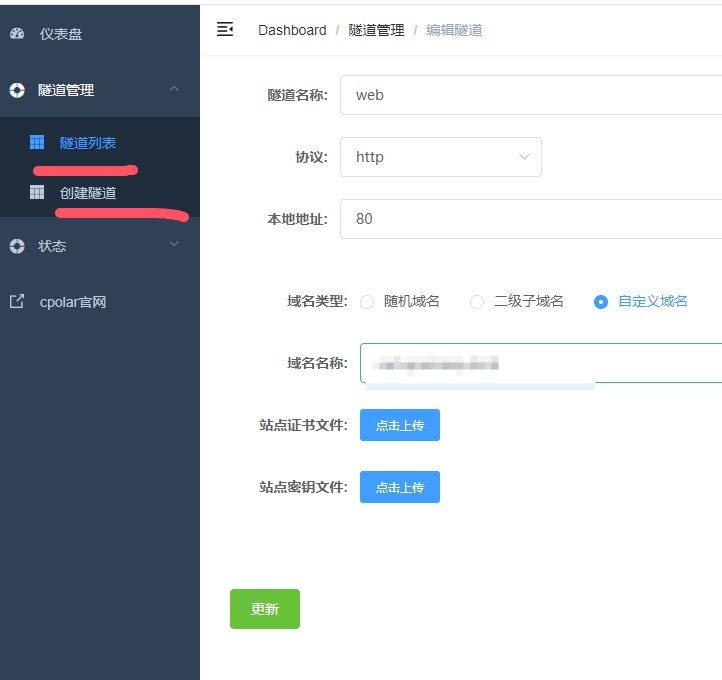 仪表盘
隧道管理
隧道列表
创建隧道
状态
cpolar官网
Dashboard / 隧道管理 / 编辑隧道
隧道名称: web
协议: http
本地地址: 80
域名类型: 随机域名 二级子域名 自定义域名
域名名称:
站点证书文件: 点击上传
站点密钥文件: 点击上传
更新